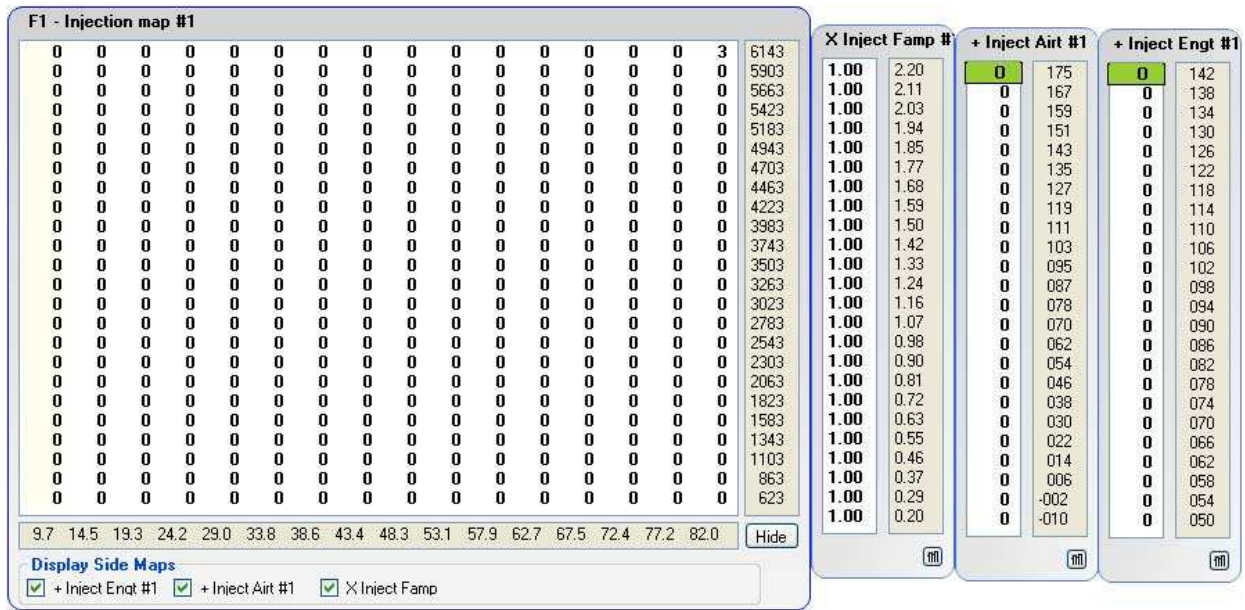 F1 - Injection map #1
0 0 0 0 0 0 0 0 0 0 0 0 0 0 0 3 6143
0 0 0 0 0 0 0 0 0 0 0 0 0 0 0 0 5903
0 0 0 0 0 0 0 0 0 0 0 0 0 0 0 0 5663
0 0 0 0 0 0 0 0 0 0 0 0 0 0 0 0 5423
0 0 0 0 0 0 0 0 0 0 0 0 0 0 0 0 5183
0 0 0 0 0 0 0 0 0 0 0 0 0 0 0 0 4943
0 0 0 0 0 0 0 0 0 0 0 0 0 0 0 0 4703
0 0 0 0 0 0 0 0 0 0 0 0 0 0 0 0 4463
0 0 0 0 0 0 0 0 0 0 0 0 0 0 0 0 4223
0 0 0 0 0 0 0 0 0 0 0 0 0 0 0 0 3983
0 0 0 0 0 0 0 0 0 0 0 0 0 0 0 0 3743
0 0 0 0 0 0 0 0 0 0 0 0 0 0 0 0 3503
0 0 0 0 0 0 0 0 0 0 0 0 0 0 0 0 3263
0 0 0 0 0 0 0 0 0 0 0 0 0 0 0 0 3023
0 0 0 0 0 0 0 0 0 0 0 0 0 0 0 0 2783
0 0 0 0 0 0 0 0 0 0 0 0 0 0 0 0 2543
0 0 0 0 0 0 0 0 0 0 0 0 0 0 0 0 2303
0 0 0 0 0 0 0 0 0 0 0 0 0 0 0 0 2063
0 0 0 0 0 0 0 0 0 0 0 0 0 0 0 0 1823
0 0 0 0 0 0 0 0 0 0 0 0 0 0 0 0 1583
0 0 0 0 0 0 0 0 0 0 0 0 0 0 0 0 1343
0 0 0 0 0 0 0 0 0 0 0 0 0 0 0 0 1103
0 0 0 0 0 0 0 0 0 0 0 0 0 0 0 0 863
0 0 0 0 0 0 0 0 0 0 0 0 0 0 0 0 623
9.7 14.5 19.3 24.2 29.0 33.8 38.6 43.4 48.3 53.1 57.9 62.7 67.5 72.4 77.2 82.0 Hide
Display Side Maps
+ Inject Engt #1 + Inject Airt #1 X Inject Famp
X Inject Famp #
1.00 2.20
1.00 2.11
1.00 2.03
1.00 1.94
1.00 1.85
1.00 1.77
1.00 1.68
1.00 1.59
1.00 1.50
1.00 1.42
1.00 1.33
1.00 1.24
1.00 1.16
1.00 1.07
1.00 0.98
1.00 0.90
1.00 0.81
1.00 0.72
1.00 0.63
1.00 0.55
1.00 0.46
1.00 0.37
1.00 0.29
1.00 0.20
+ Inject Airt #1
0 175
0 167
0 159
0 151
0 143
0 135
0 127
0 119
0 111
0 103
0 095
0 087
0 078
0 070
0 062
0 054
0 046
0 038
0 030
0 022
0 014
0 006
0 -002
0 -010
+ Inject Engt #1
0 142
0 138
0 134
0 130
0 126
0 122
0 118
0 114
0 110
0 106
0 102
0 098
0 094
0 090
0 086
0 082
0 078
0 074
0 070
0 066
0 062
0 058
0 054
0 050